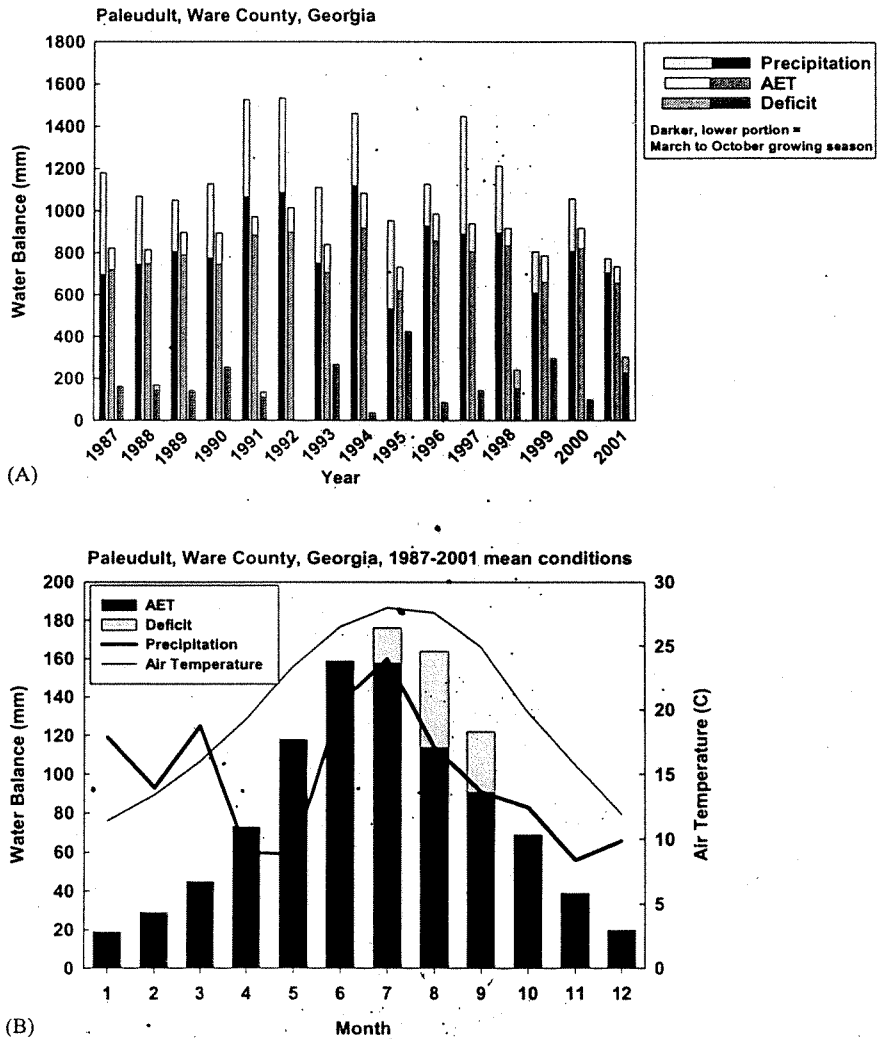 Paleudult, Ware County, Georgia
1800
1600
1400
1200
1000
800
600
400
200
0
Water Balance (mm)
Precipitation
AET
Deficit
Darker, lower portion =
March to October growing season
1987 1988 1989 1990 1991 1992 1993 1994 1995 1996 1997 1998 1999 2000 2001
Year
(A)
Paleudult, Ware County, Georgia, 1987-2001 mean conditions
200
180
160
140
120
100
80
60
40
20
0
Water Balance (mm)
AET
Deficit
Precipitation
Air Temperature
30
25
20
15
10
5
0
Air Temperature (C)
1 2 3 4 5 6 7 8 9 10 11 12
Month
(B)